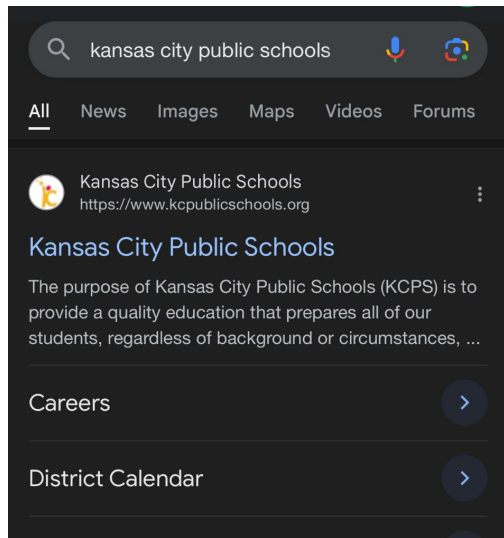 kansas city public schools
All News Images Maps Videos Forums
Kansas City Public Schools
https://www.kcpublicschools.org
Kansas City Public Schools
The purpose of Kansas City Public Schools (KCPS) is to
provide a quality education that prepares all of our
students, regardless of background or circumstances, ...
Careers
District Calendar